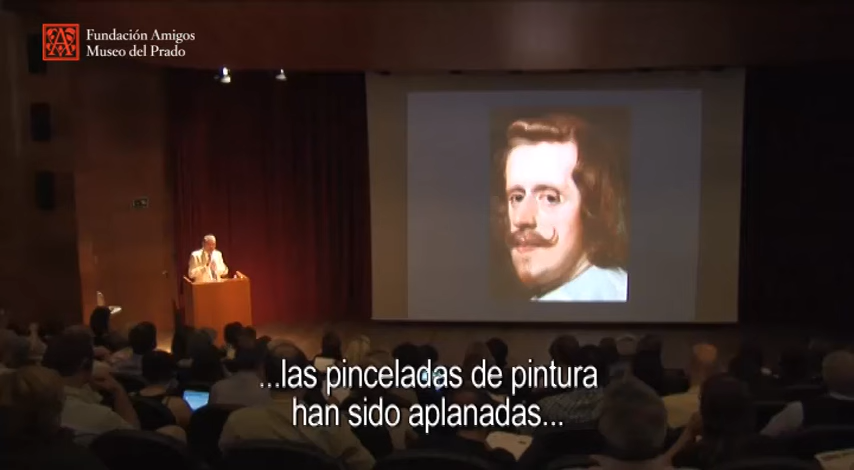 Fundación Amigos
Museo del Prado
...las pinceladas de pintura
han sido aplanadas...